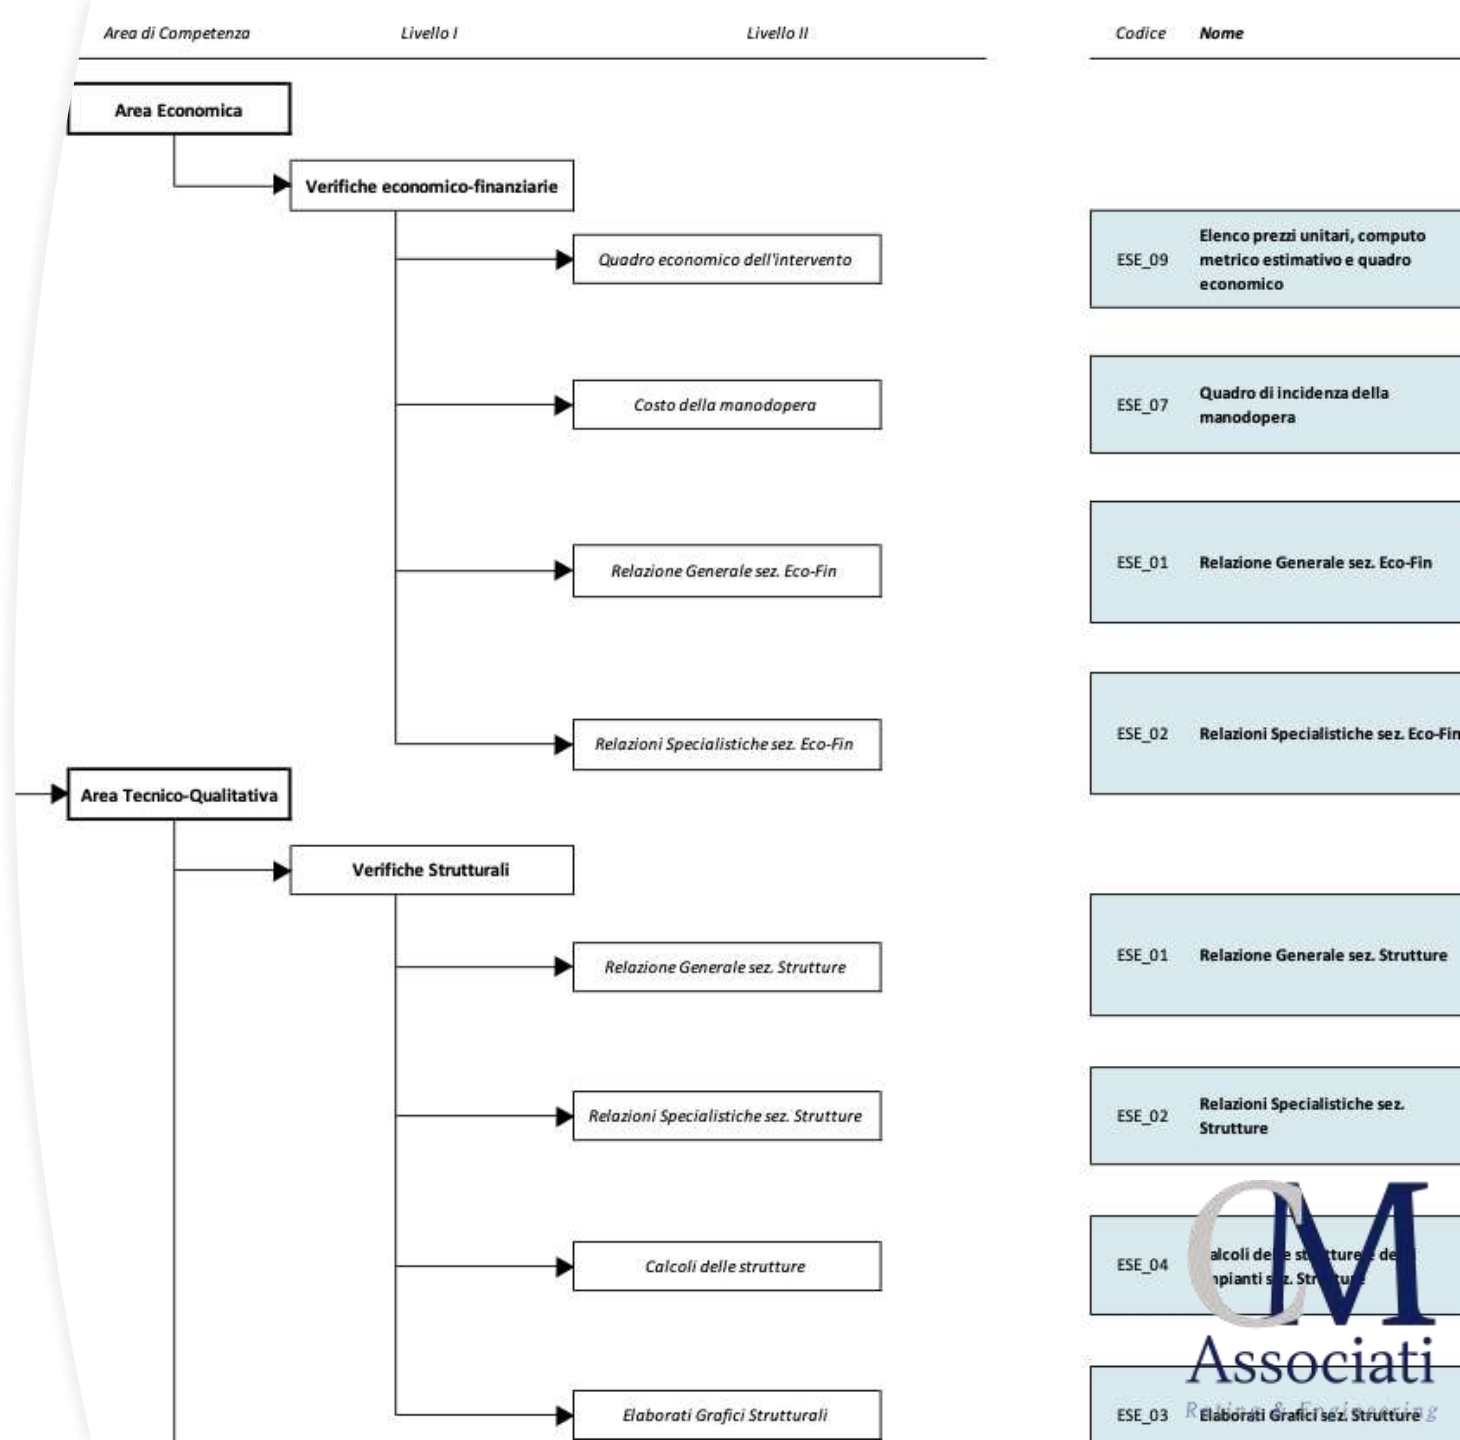 Area di Competenza Livello I Livello II Codice Nome
Area Economica
Verifiche economico-finanziarie
Quadro economico dell'intervento
ESE_09
Elenco prezzi unitari, computo
metrico estimativo e quadro
economico
Costo della manodopera
ESE_07
Quadro di incidenza della
manodopera
Relazione Generale sez. Eco-Fin
ESE_01 Relazione Generale sez. Eco-Fin
Relazioni Specialistiche sez. Eco-Fin
ESE_02 Relazioni Specialistiche sez. Eco-Fin
Area Tecnico-Qualitativa
Verifiche Strutturali
Relazione Generale sez. Strutture
ESE_01 Relazione Generale sez. Strutture
Relazioni Specialistiche sez. Strutture
ESE_02
Relazioni Specialistiche sez.
Strutture
Calcoli delle strutture
ESE_04
sez.
CM
Associati
Elaborati Grafici Strutturali
ESE_03 Elaborati Grafici sez. Strutture
Rating & Engineering